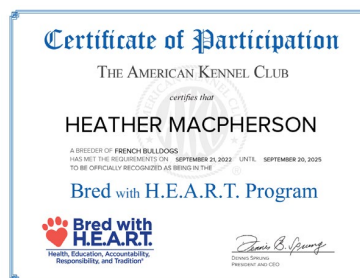 Certificate of Participation
THE AMERICAN KENNEL CLUB
certifies that
HEATHER MACPHERSON
A BREEDER OF FRENCH BULLDOGS
HAS MET THE REQUIREMENTS ON SEPTEMBER 21, 2022 UNTIL SEPTEMBER 20, 2025
TO BE OFFICIALLY RECOGNIZED AS BEING IN THE
Bred with H.E.A.R.T. Program
Bred with
H.E.A.R.T.
Health, Education, Accountability,
Responsibility, and Tradition®
Dennis B. Sprung
DENNIS SPRUNG
PRESIDENT AND CEO